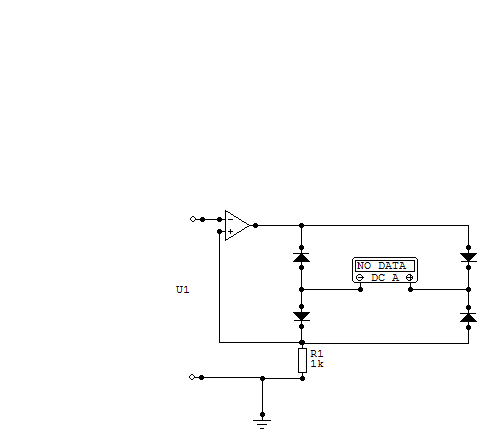 NO DATA
DC A
U1
R1
1k